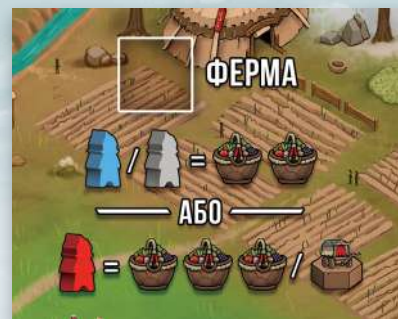 ФЕРМА
/ =
АБО
= /